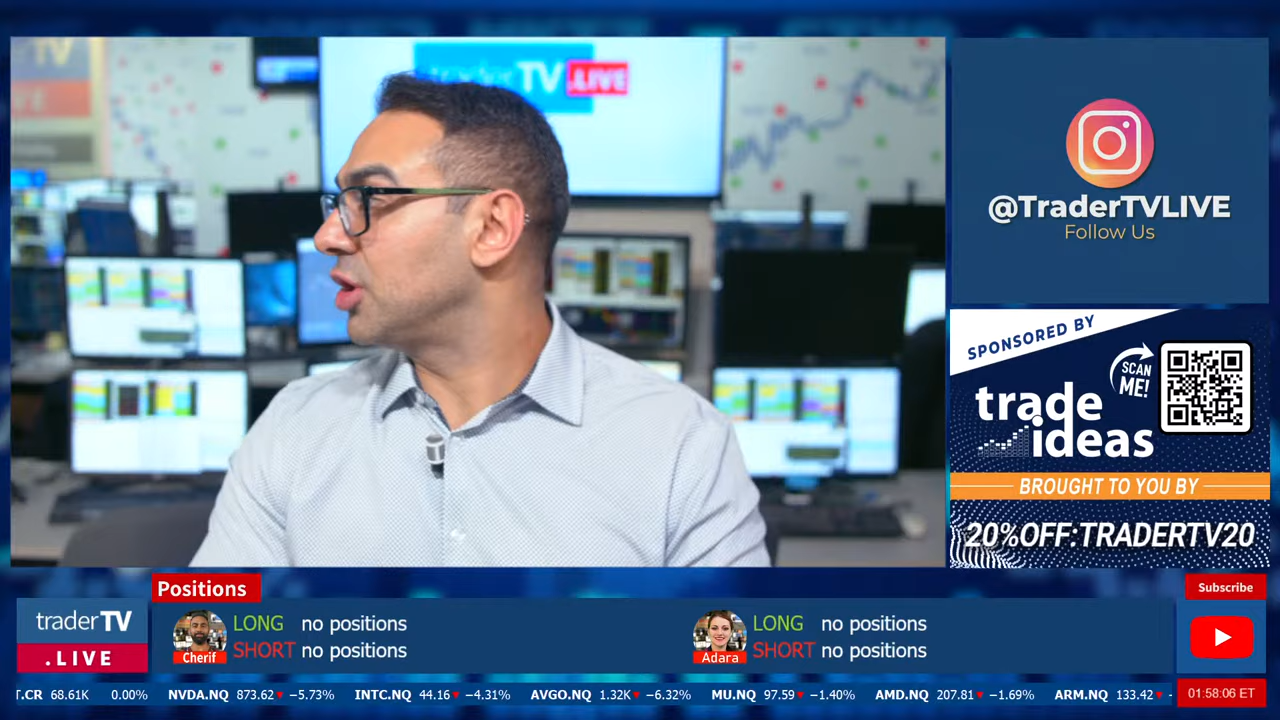 traderTV.LIVE
@TraderTVLIVE
Follow Us
SPONSORED BY
SCAN
ME!
trade
ideas
BROUGHT TO YOU BY
20%OFF:TRADERTV20
Positions
Subscribe
traderTV
.LIVE
Cherif
LONG no positions
SHORT no positions
Adara
LONG no positions
SHORT no positions
T.CR 68.61K 0.00% NVDA.NQ 873.62 -5.73% INTC.NQ 44.16 -4.31% AVGO.NQ 1.32K -6.32% MU.NQ 97.59 -1.40% AMD.NQ 207.81 -1.69% ARM.NQ 133.42 -
01:58:06 ET